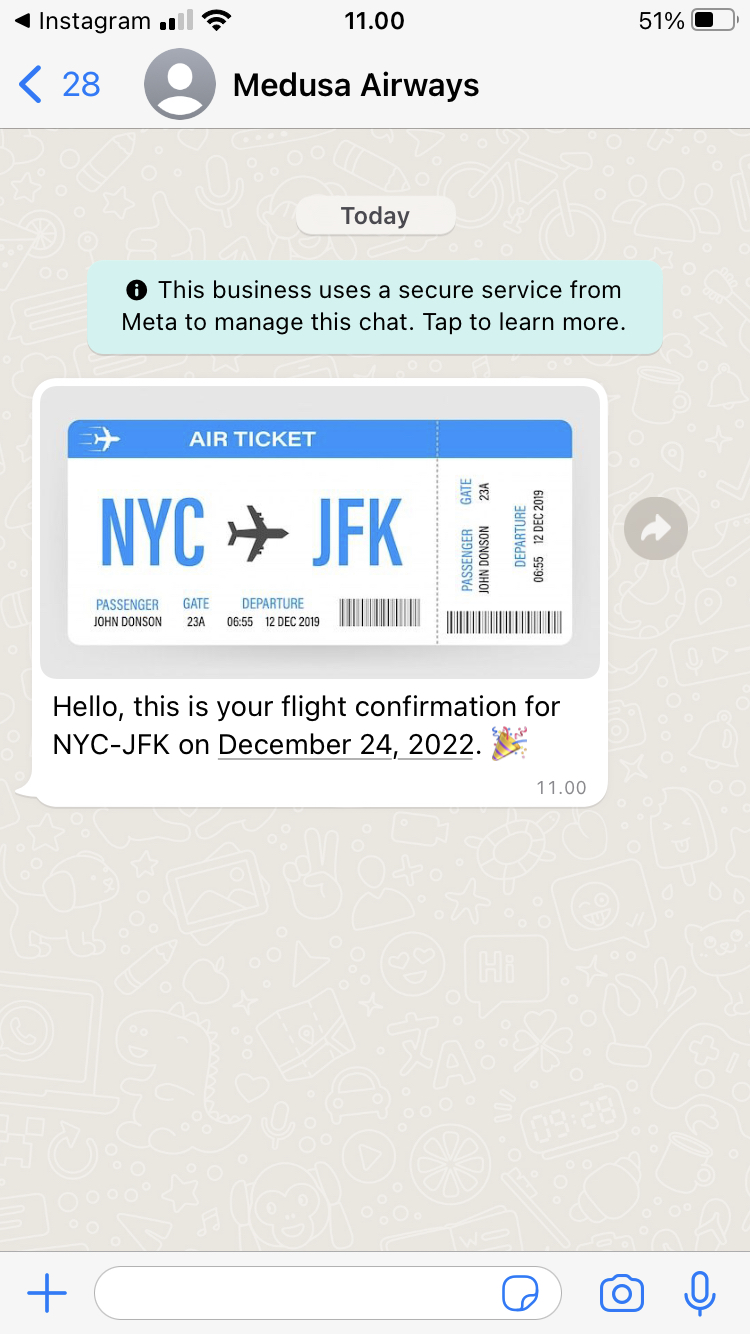 Instagram
11.00
51%
28
Medusa Airways
Today
This business uses a secure service from
Meta to manage this chat. Tap to learn more.
AIR TICKET
NYC JFK
PASSENGER GATE DEPARTURE
JOHN DONSON 23A 06:55 12 DEC 2019
PASSENGER GATE
JOHN DONSON 23A
DEPARTURE
06:55 12 DEC 2019
Hello, this is your flight confirmation for
NYC-JFK on December 24, 2022. 🎉
11.00
Hi
09:28